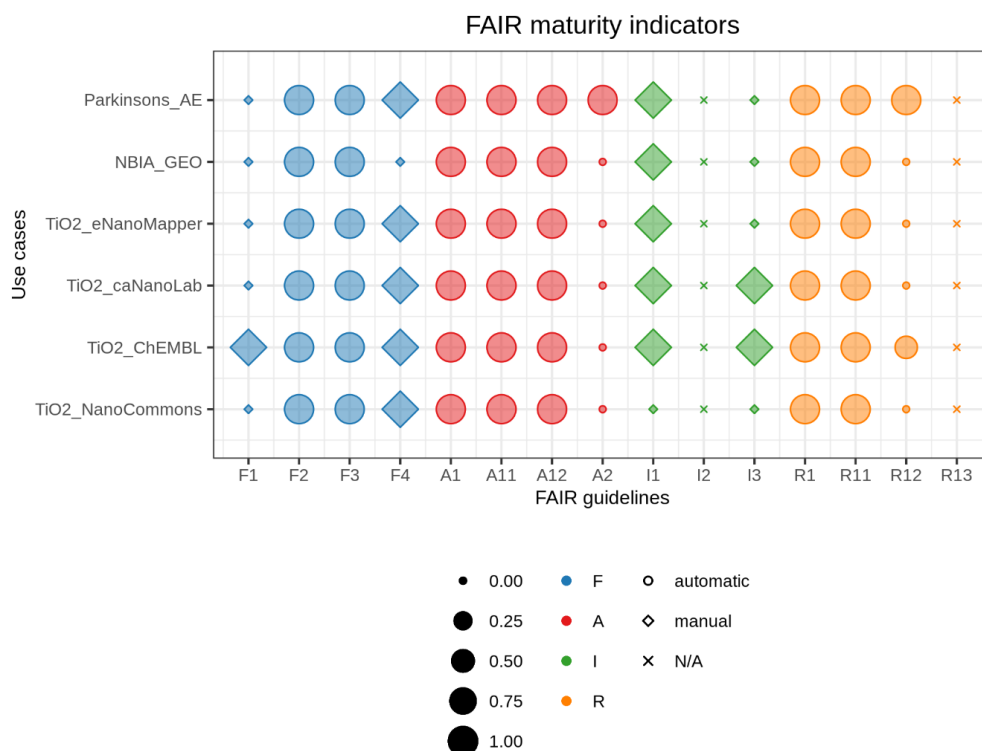 FAIR maturity indicators
Use cases
Parkinsons_AE
NBIA_GEO
TiO2_eNanoMapper
TiO2_caNanoLab
TiO2_ChEMBL
TiO2_NanoCommons
F1 F2 F3 F4 A1 A11 A12 A2 I1 I2 I3 R1 R11 R12 R13
FAIR guidelines
0.00 F automatic
0.25 A manual
0.50 I N/A
0.75 R
1.00